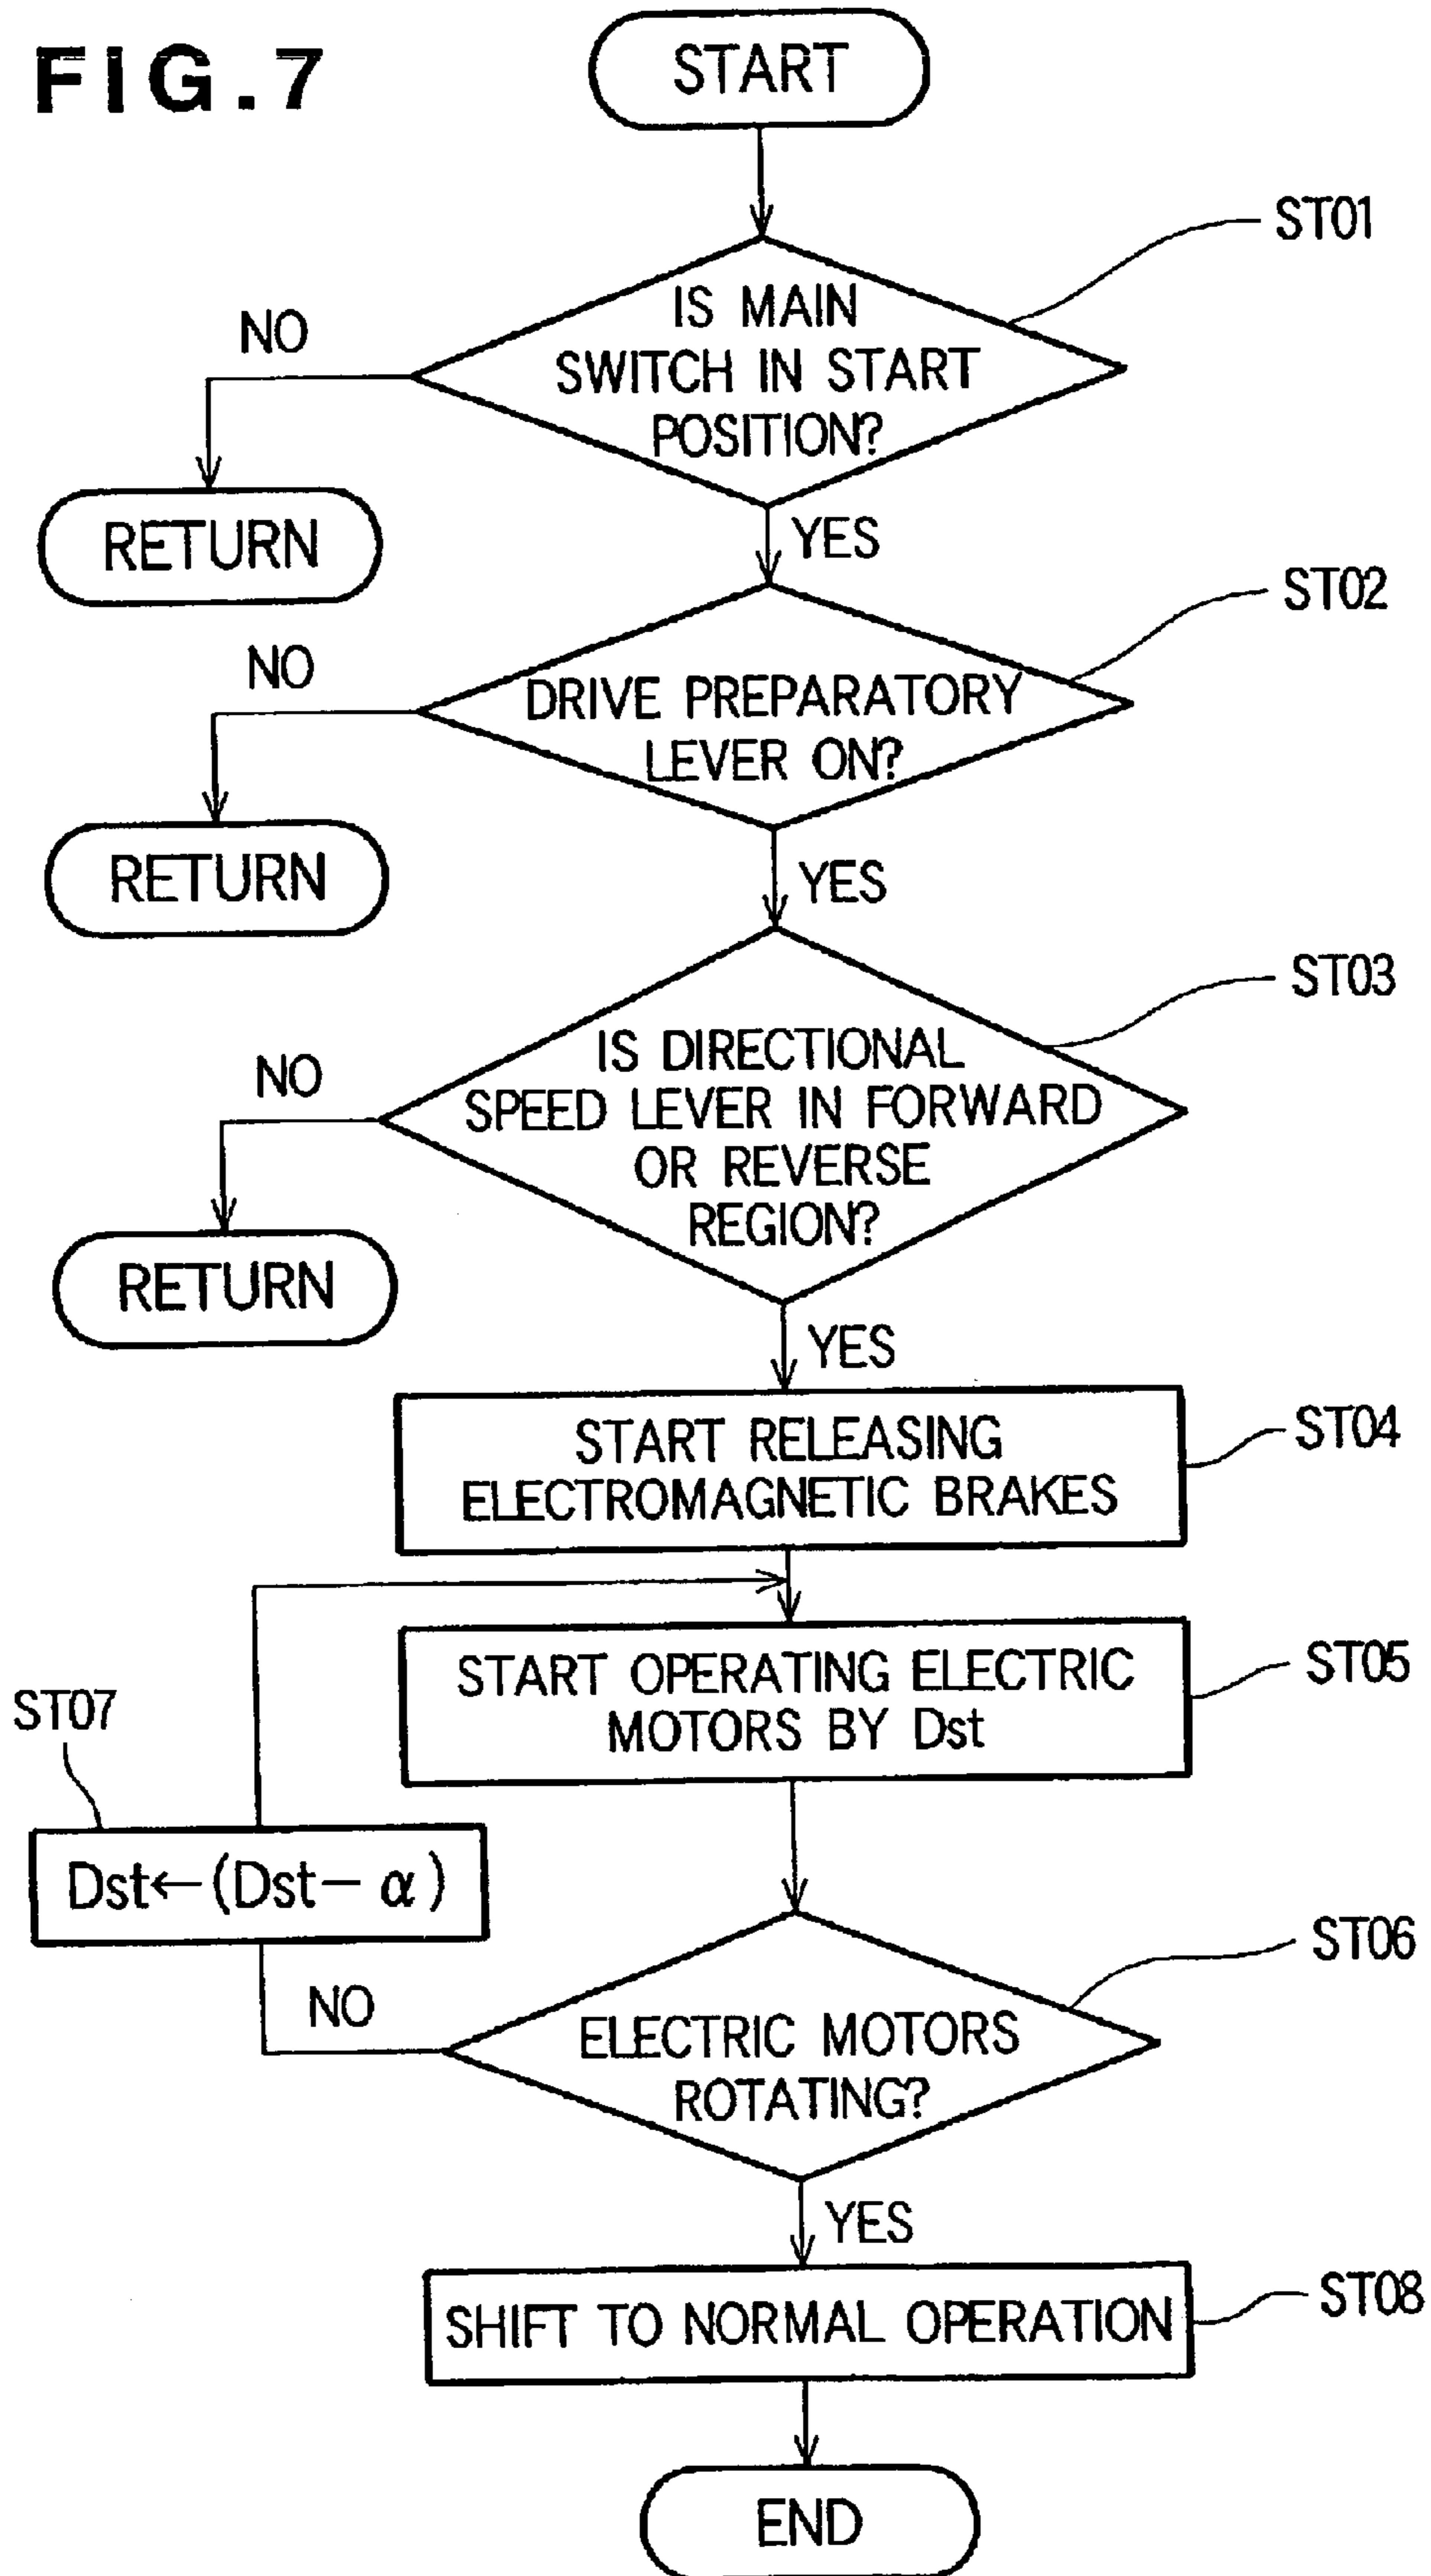 FIG.7
START
ST01
IS MAIN
SWITCH IN START
POSITION?
NO
RETURN
YES
ST02
DRIVE PREPARATORY
LEVER ON?
NO
RETURN
YES
ST03
IS DIRECTIONAL
SPEED LEVER IN FORWARD
OR REVERSE
REGION?
NO
RETURN
YES
START RELEASING
ELECTROMAGNETIC BRAKES
ST04
START OPERATING ELECTRIC
MOTORS BY Dst
ST05
ST07
Dst←(Dst－α)
NO
ST06
ELECTRIC MOTORS
ROTATING?
YES
SHIFT TO NORMAL OPERATION
ST08
END